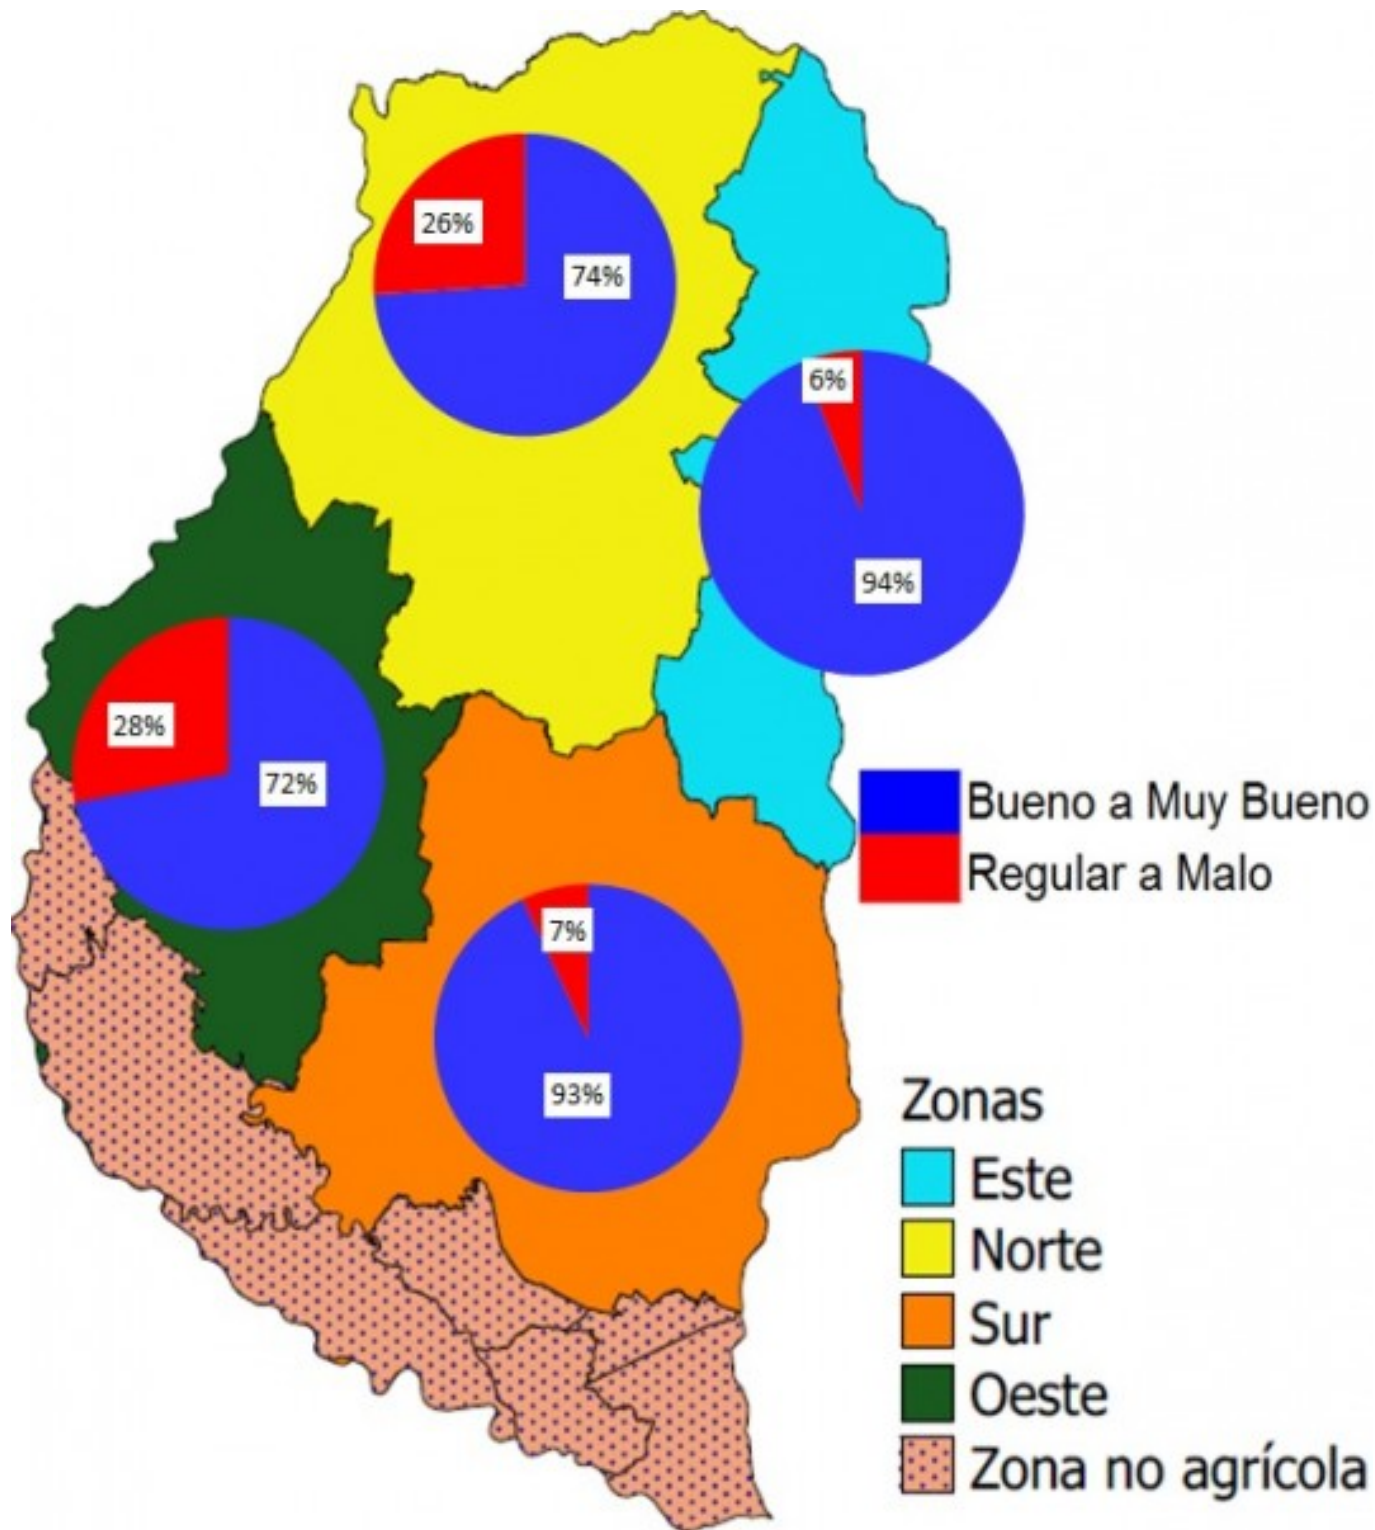 26%
74%
6%
94%
28%
72%
7%
93%
Bueno a Muy Bueno
Regular a Malo
Zonas
Este
Norte
Sur
Oeste
Zona no agrícola